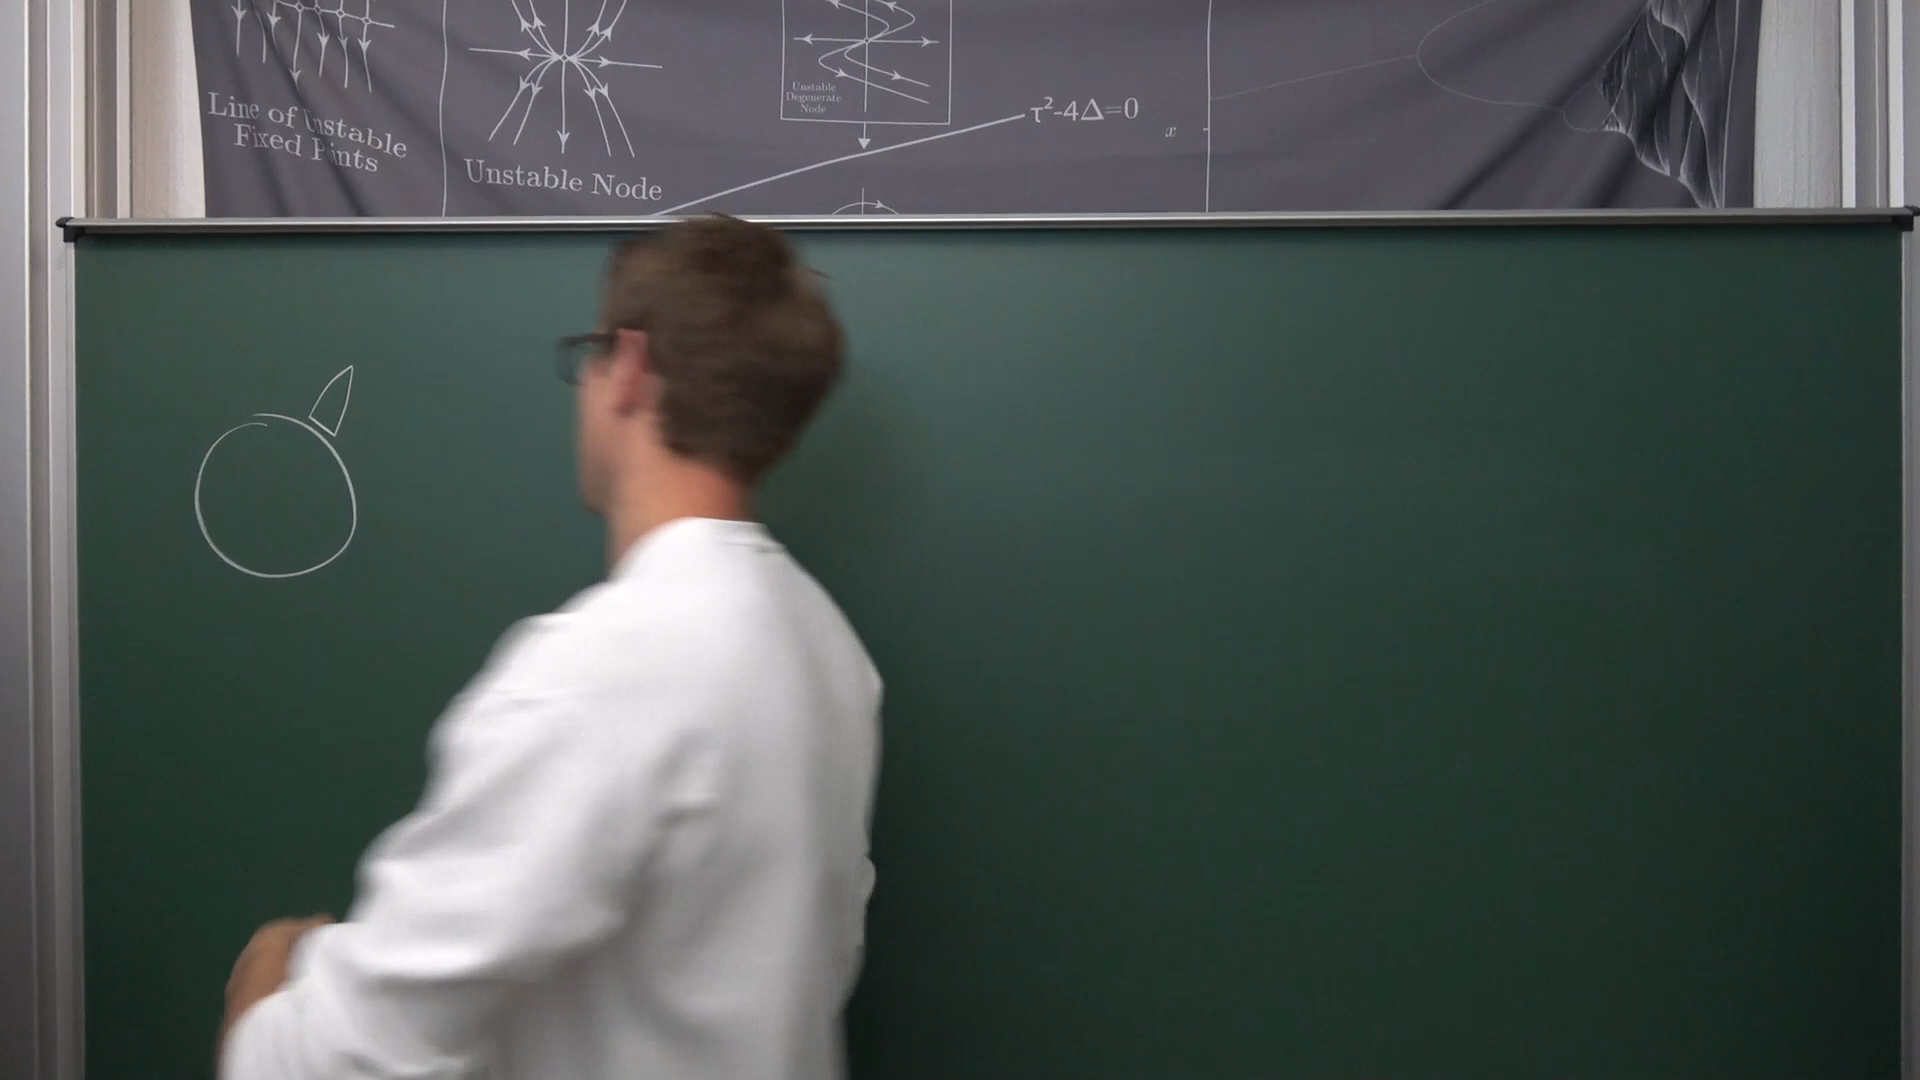 Line of Unstable
Fixed Points
Unstable Node
Unstable
Degenerate
Node
τ²-4Δ=0
x